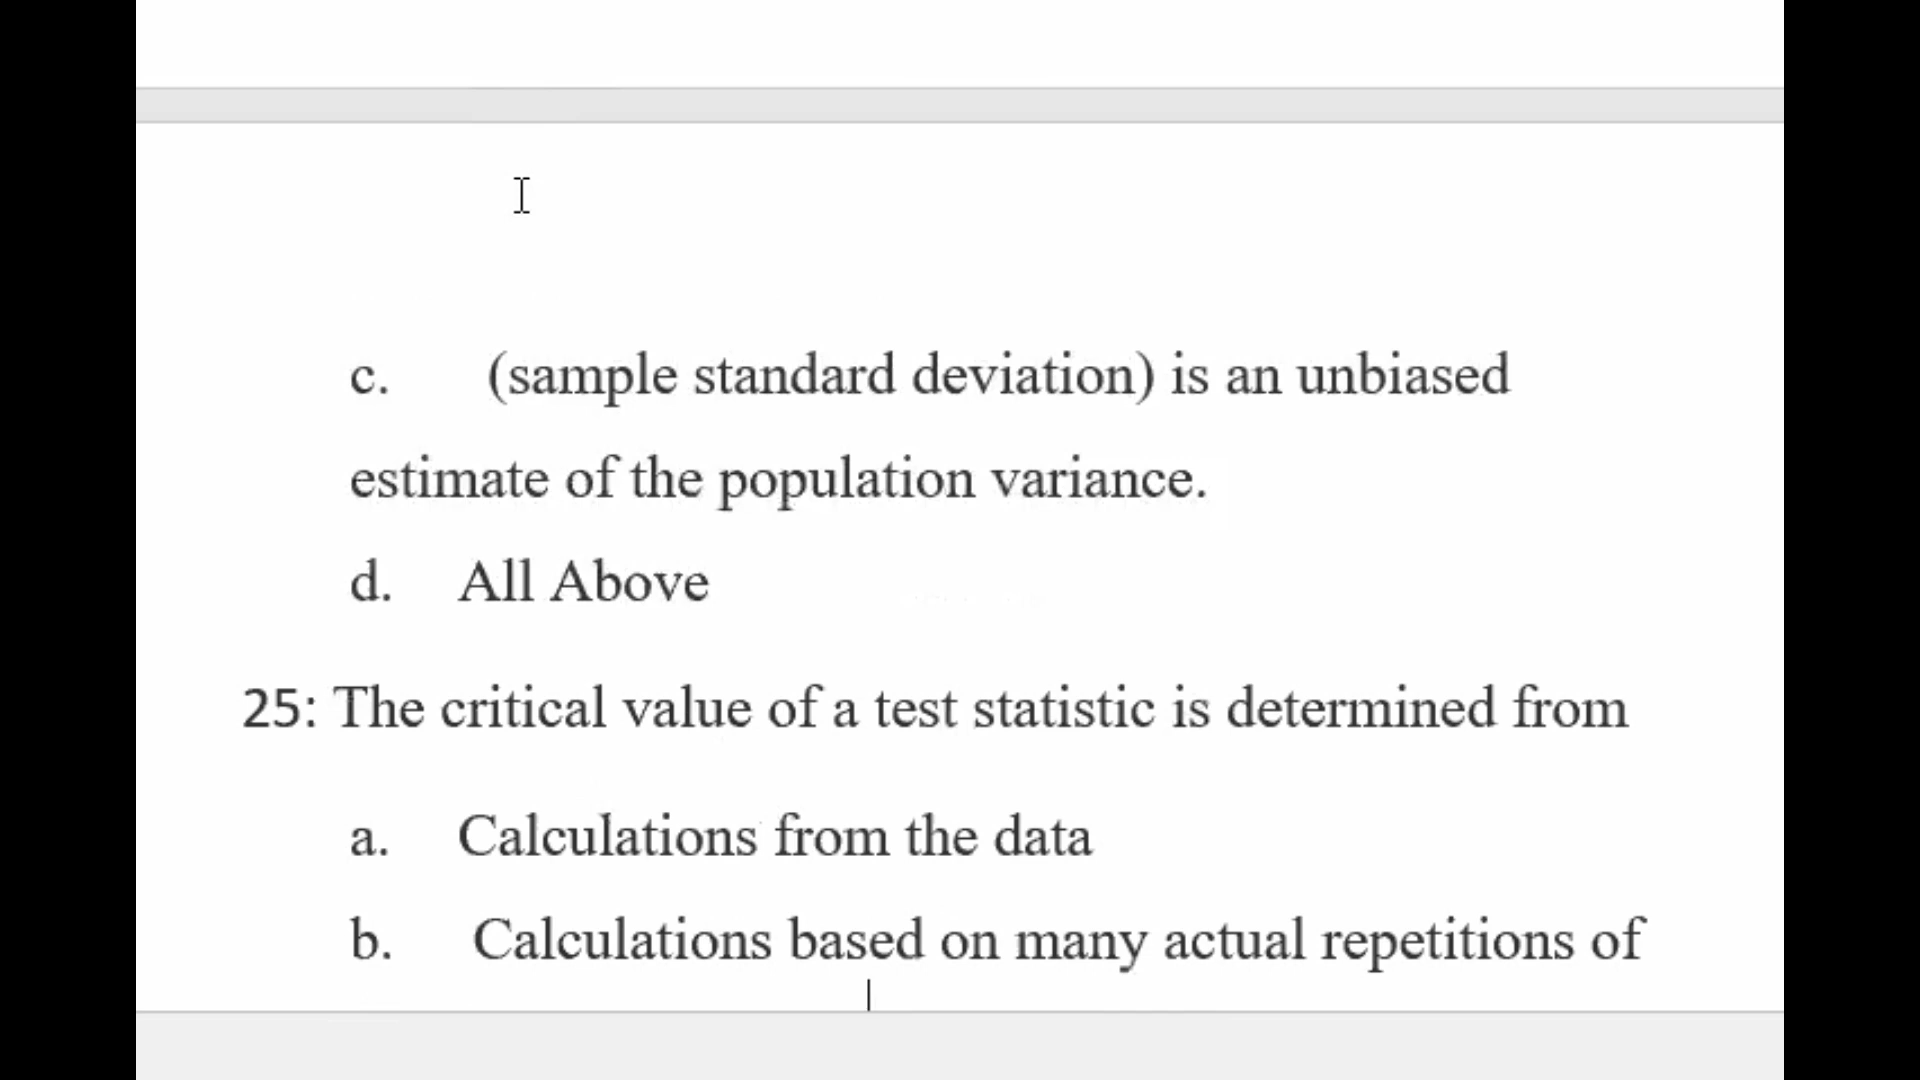 c. (sample standard deviation) is an unbiased
estimate of the population variance.
d. All Above
25: The critical value of a test statistic is determined from
a. Calculations from the data
b. Calculations based on many actual repetitions of